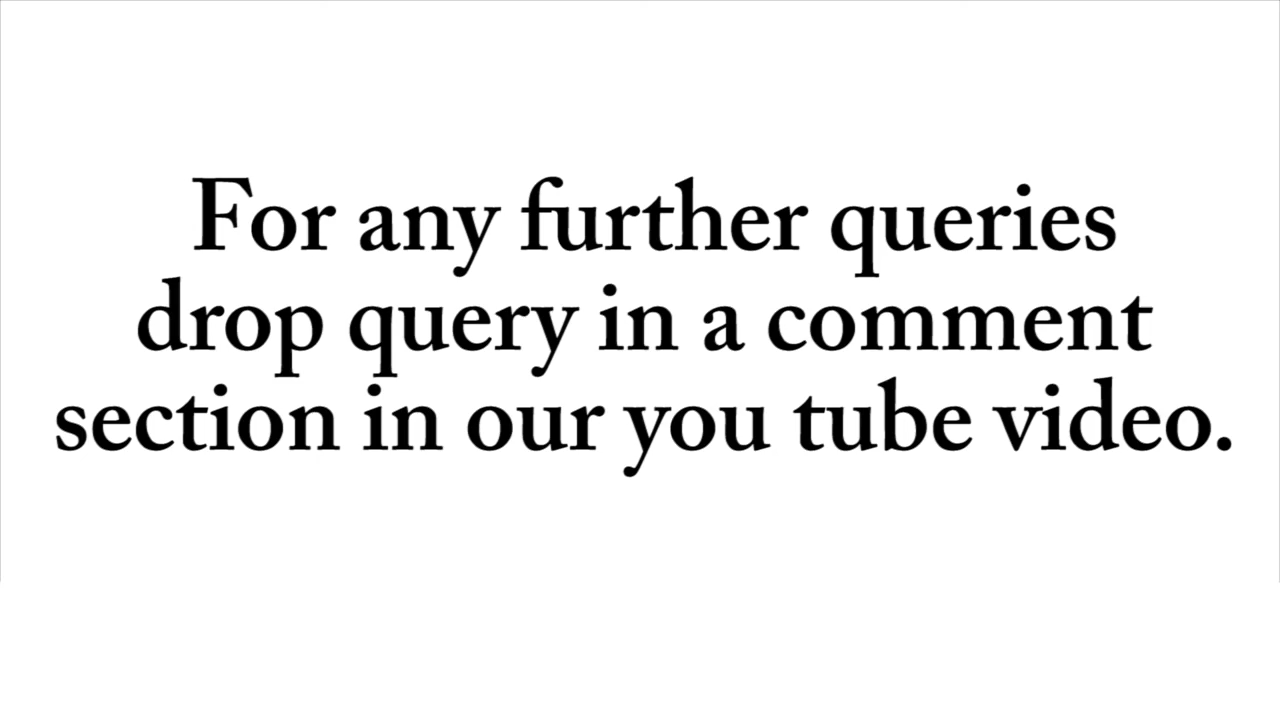 For any further queries
drop query in a comment
section in our you tube video.